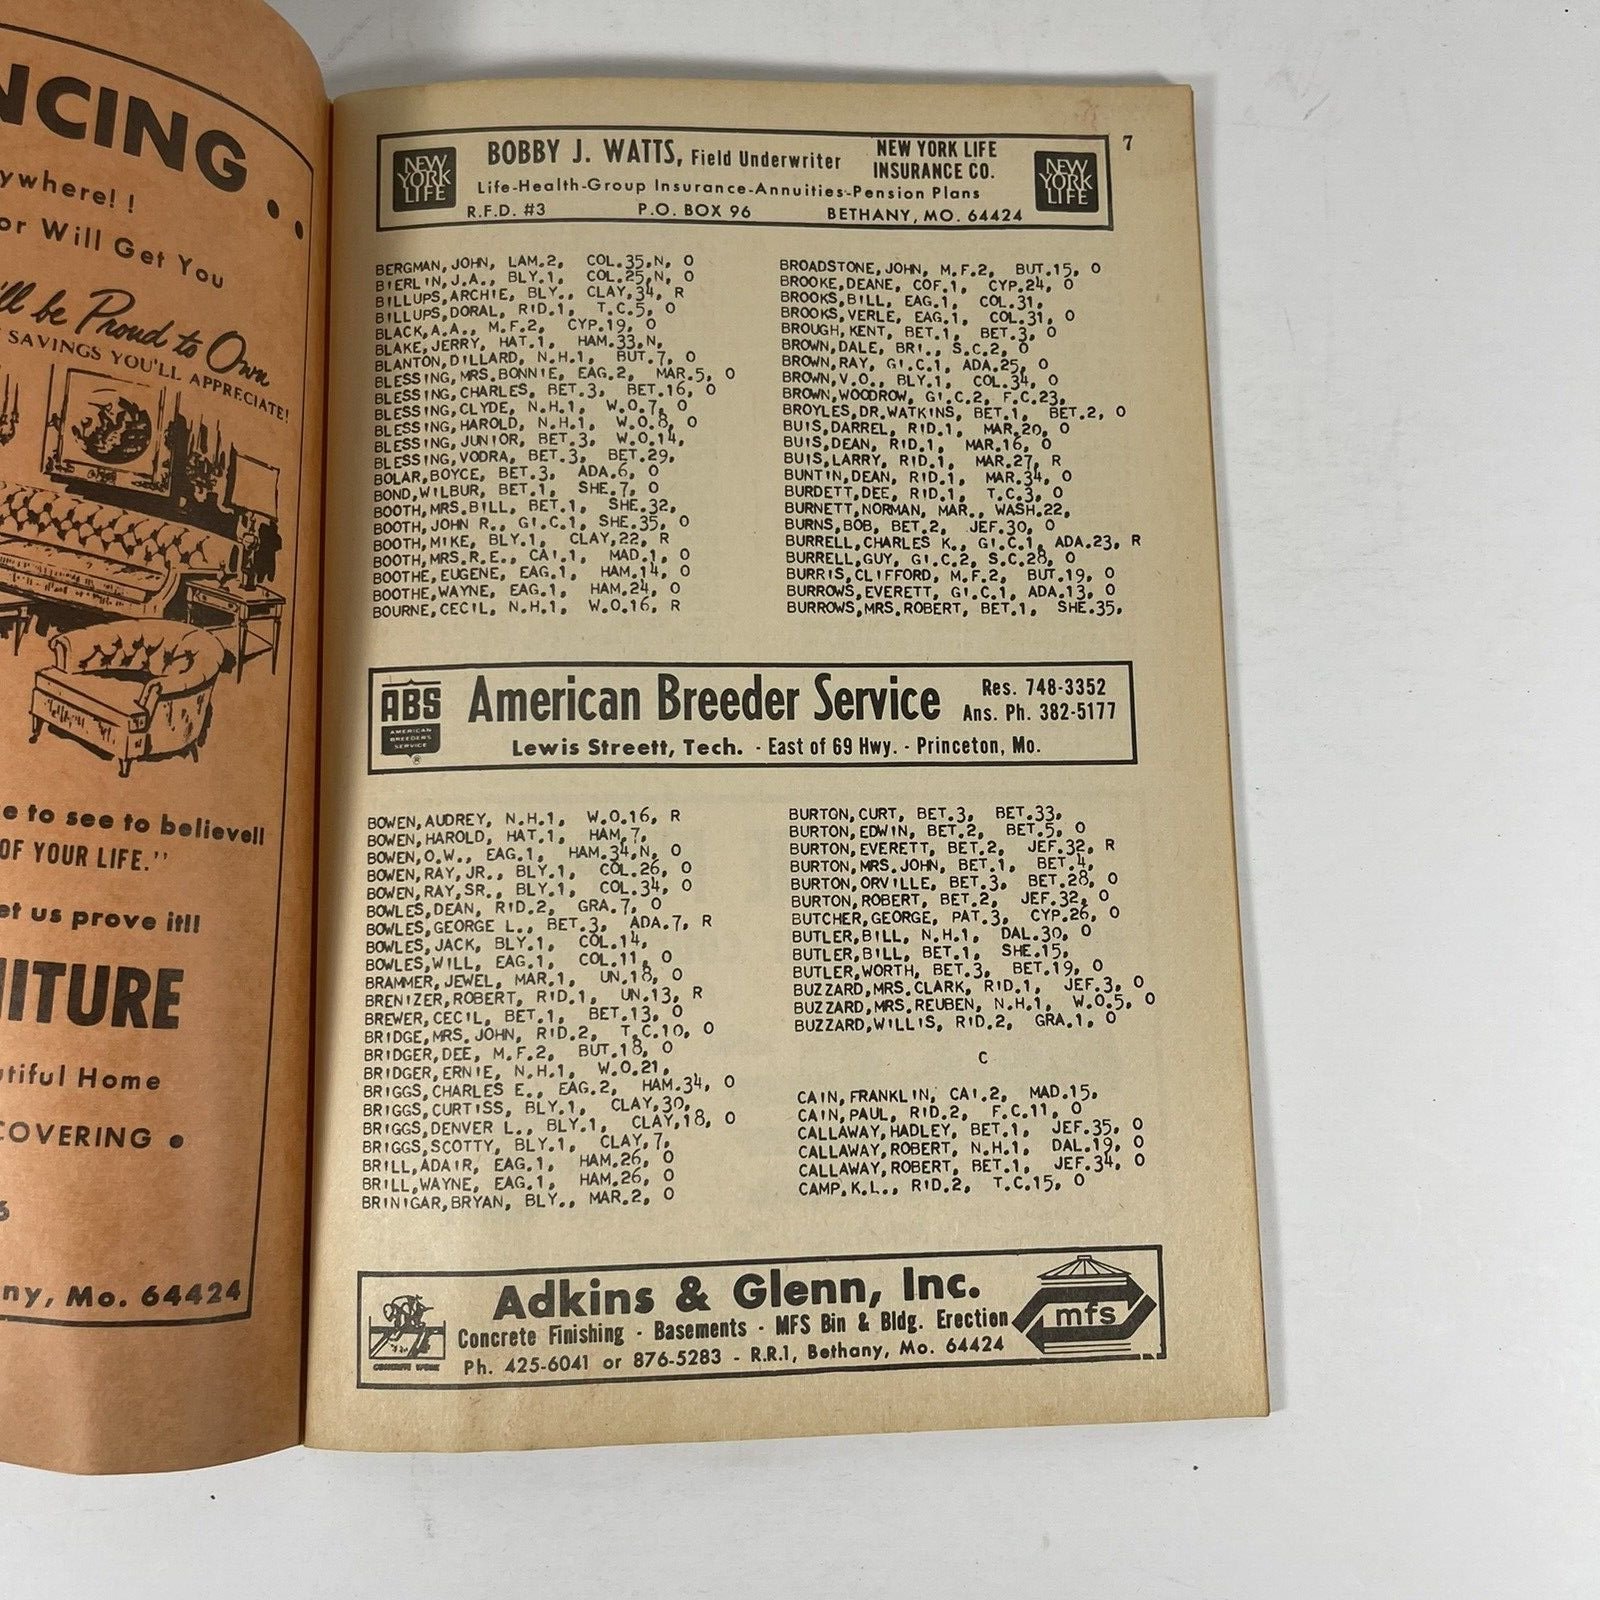 NCING
ywhere!!
or Will Get You
'll be Proud to Own
SAVINGS YOU'LL APPRECIATE!
e to see to believe!!
OF YOUR LIFE."
et us prove it!!
NITURE
utiful Home
COVERING
6
ny, Mo. 64424
7
NEW YORK LIFE
BOBBY J. WATTS, Field Underwriter
NEW YORK LIFE INSURANCE CO.
NEW YORK LIFE
Life-Health-Group Insurance-Annuities-Pension Plans
R.F.D. #3 P.O. BOX 96 BETHANY, MO. 64424
BERGMAN,JOHN, LAM.2, COL.35,N, O
BIERLIN,J.A., BLY.1, COL.25,N, O
BILLUPS,ARCHIE, BLY., CLAY,34, R
BILLUPS,DORAL, RID.1, T.C.5, O
BLACK,A.A., M.F.2, CYP.19, O
BLAKE,JERRY, HAT.1, HAM.33,N,
BLANTON,DILLARD, N.H.1, BUT.7, O
BLESSING,MRS.BONNIE, EAG.2, MAR.5, O
BLESSING,CHARLES, BET.3, BET.16, O
BLESSING,CLYDE, N.H.1, W.O.7, O
BLESSING,HAROLD, N.H.1, W.O.8, O
BLESSING,JUNIOR, BET.3, W.O.14,
BLESSING,VODRA, BET.3, BET.29,
BOLAR,BOYCE, BET.3, ADA.6, O
BOND,WILBUR, BET.1, SHE.7, O
BOOTH,MRS.BILL, BET.1, SHE.32,
BOOTH,JOHN R., GI.C.1, SHE.35, O
BOOTH,MIKE, BLY.1, CLAY,22, R
BOOTH,MRS.R.E., CAI.1, MAD.1, O
BOOTHE,EUGENE, EAG.1, HAM.14, O
BOOTHE,WAYNE, EAG.1, HAM.24, O
BOURNE,CECIL, N.H.1, W.O.16, R
BROADSTONE,JOHN, M.F.2, BUT.15, O
BROOKE,DEANE, COF.1, CYP.24, O
BROOKS,BILL, EAG.1, COL.31,
BROOKS,VERLE, EAG.1, COL.31, O
BROUGH,KENT, BET.1, BET.3, O
BROWN,DALE, BRI., S.C.2, O
BROWN,RAY, GI.C.1, ADA.25, O
BROWN,V.O., BLY.1, COL.34, O
BROWN,WOODROW, GI.C.2, F.C.23,
BROYLES,DR.WATKINS, BET.1, BET.2, O
BUIS,DARREL, RID.1, MAR.20, O
BUIS,DEAN, RID.1, MAR.16, O
BUIS,LARRY, RID.1, MAR.27, R
BUNTIN,DEAN, RID.1, MAR.34, O
BURDETT,DEE, RID.1, T.C.3, O
BURNETT,NORMAN, MAR., WASH.22,
BURNS,BOB, BET.2, JEF.30, O
BURRELL,CHARLES K., GI.C.1, ADA.23, R
BURRELL,GUY, GI.C.2, S.C.28, O
BURRIS,CLIFFORD, M.F.2, BUT.19, O
BURROWS,EVERETT, GI.C.1, ADA.13, O
BURROWS,MRS.ROBERT, BET.1, SHE.35,
ABS
AMERICAN BREEDERS SERVICE
®
American Breeder Service
Res. 748-3352
Ans. Ph. 382-5177
Lewis Streett, Tech. - East of 69 Hwy. - Princeton, Mo.
BOWEN,AUDREY, N.H.1, W.O.16, R
BOWEN,HAROLD, HAT.1, HAM.7,
BOWEN,O.W., EAG.1, HAM.34,N, O
BOWEN,RAY,JR., BLY.1, COL.26, O
BOWEN,RAY,SR., BLY.1, COL.34, O
BOWLES,DEAN, RID.2, GRA.7, O
BOWLES,GEORGE L., BET.3, ADA.7, R
BOWLES,JACK, BLY.1, COL.14,
BOWLES,WILL, EAG.1, COL.11, O
BRAMMER,JEWEL, MAR.1, UN.18, O
BRENIZER,ROBERT, RID.1, UN.13, R
BREWER,CECIL, BET.1, BET.13, O
BRIDGE,MRS.JOHN, RID.2, T.C.10, O
BRIDGER,DEE, M.F.2, BUT.18, O
BRIDGER,ERNIE, N.H.1, W.O.21,
BRIGGS,CHARLES E., EAG.2, HAM.34, O
BRIGGS,CURTISS, BLY.1, CLAY,30,
BRIGGS,DENVER L., BLY.1, CLAY,18, O
BRIGGS,SCOTTY, BLY.1, CLAY,7,
BRILL,ADAIR, EAG.1, HAM.26, O
BRILL,WAYNE, EAG.1, HAM.26, O
BRINIGAR,BRYAN, BLY., MAR.2, O
BURTON,CURT, BET.3, BET.33,
BURTON,EDWIN, BET.2, BET.5, O
BURTON,EVERETT, BET.2, JEF.32, R
BURTON,MRS.JOHN, BET.1, BET.4,
BURTON,ORVILLE, BET.3, BET.28, O
BURTON,ROBERT, BET.2, JEF.32, O
BUTCHER,GEORGE, PAT.3, CYP.26, O
BUTLER,BILL, N.H.1, DAL.30, O
BUTLER,BILL, BET.1, SHE.15,
BUTLER,WORTH, BET.3, BET.19, O
BUZZARD,MRS.CLARK, RID.1, JEF.3, O
BUZZARD,MRS.REUBEN, N.H.1, W.O.5, O
BUZZARD,WILLIS, RID.2, GRA.1, O
C
CAIN,FRANKLIN, CAI.2, MAD.15,
CAIN,PAUL, RID.2, F.C.11, O
CALLAWAY,HADLEY, BET.1, JEF.35, O
CALLAWAY,ROBERT, N.H.1, DAL.19, O
CALLAWAY,ROBERT, BET.1, JEF.34, O
CAMP,K.L., RID.2, T.C.15, O
CONCRETE WORK
Adkins & Glenn, Inc.
Concrete Finishing - Basements - MFS Bin & Bldg. Erection
Ph. 425-6041 or 876-5283 - R.R.1, Bethany, Mo. 64424
mfs